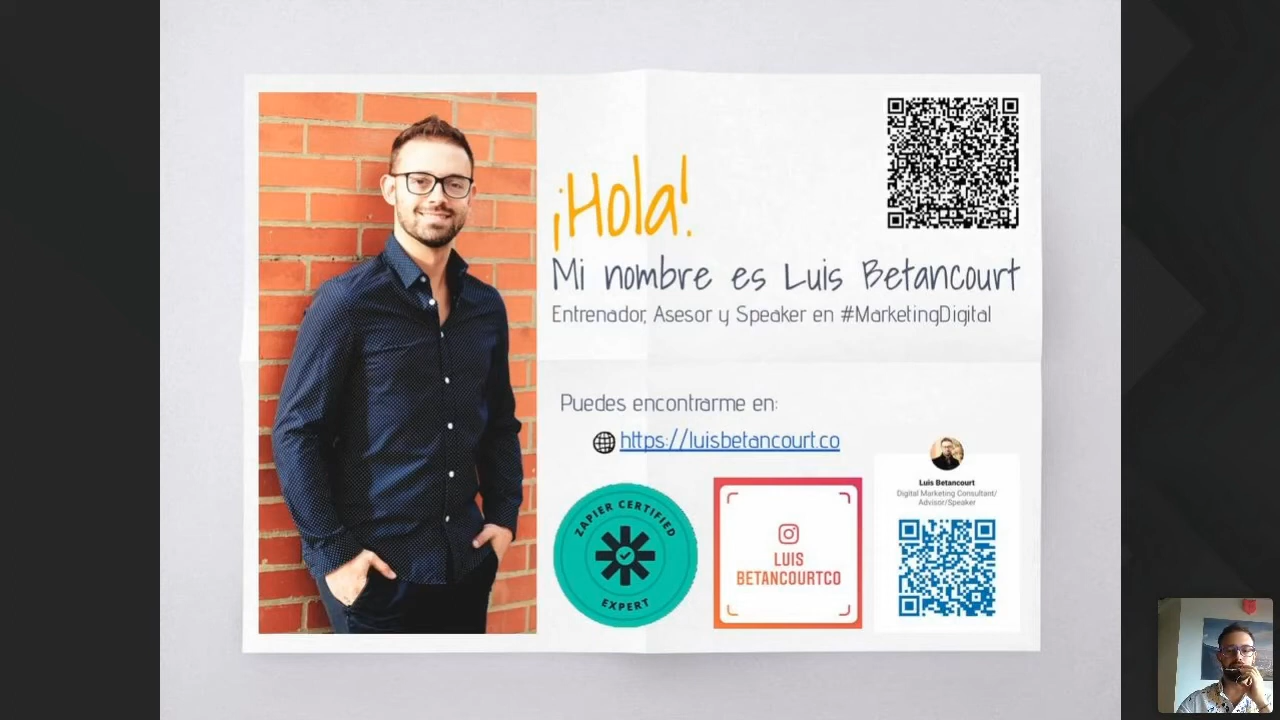 ¡Hola!
Mi nombre es Luis Betancourt
Entrenador, Asesor y Speaker en #MarketingDigital
Puedes encontrarme en:
https://luisbetancourt.co
ZAPIER CERTIFIED
EXPERT
LUIS
BETANCOURTCO
Luis Betancourt
Digital Marketing Consultant/
Advisor/Speaker